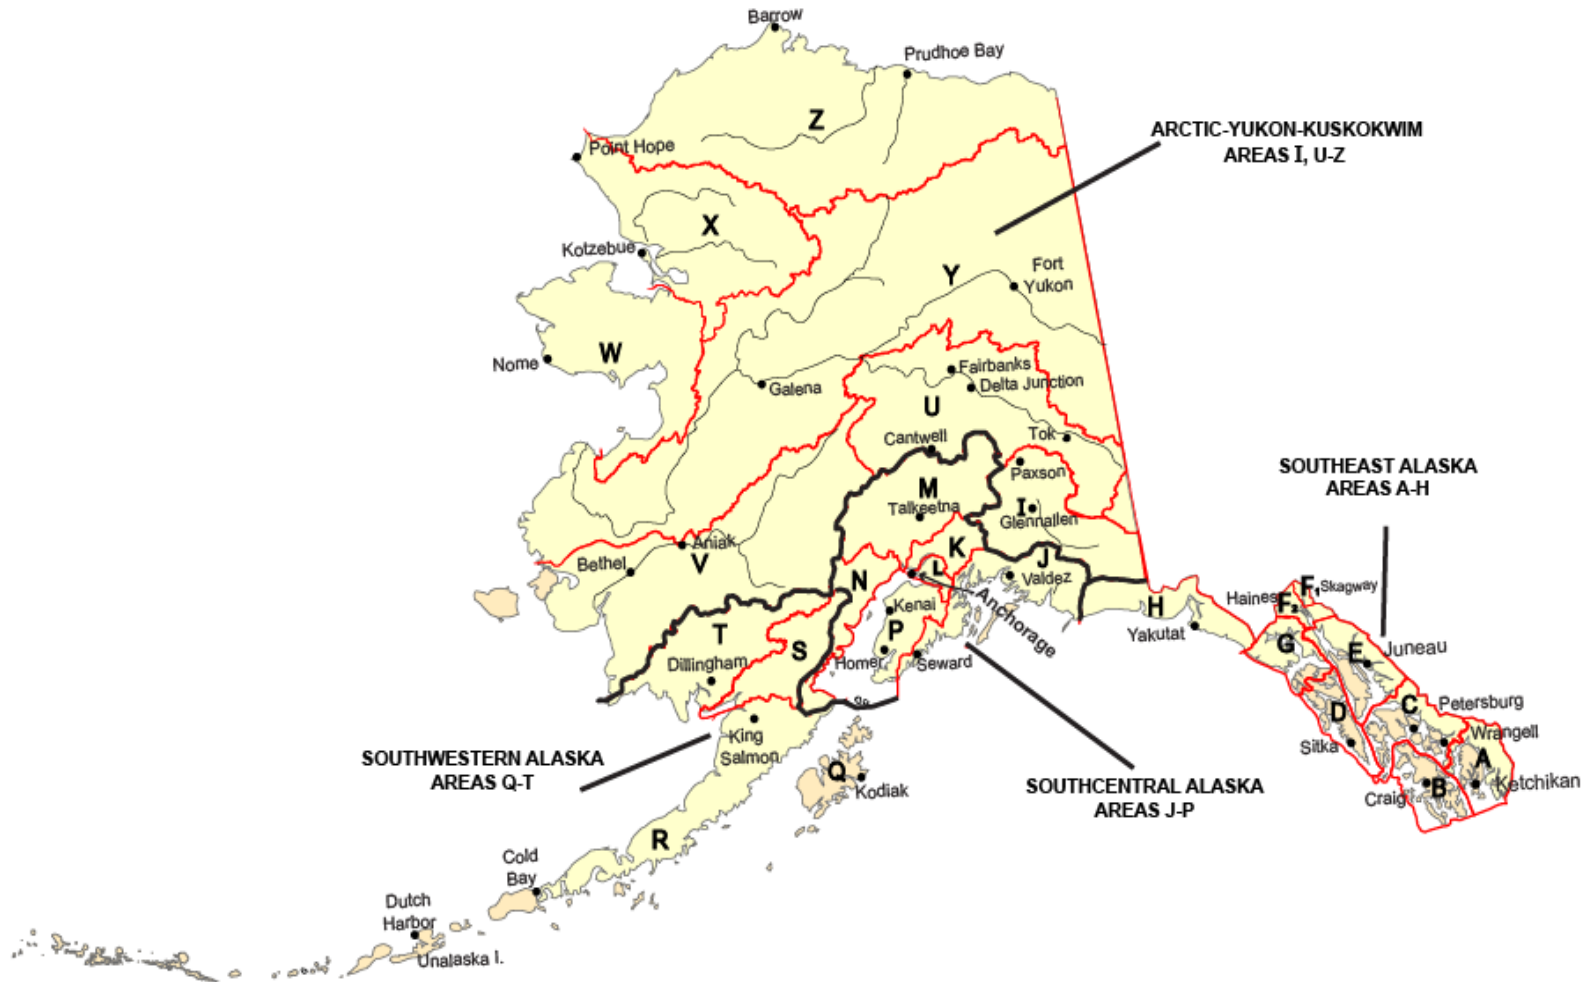 Barrow
Prudhoe Bay
Z
ARCTIC-YUKON-KUSKOKWIM
AREAS I, U-Z
Point Hope
X
Kotzebue
Y
Fort
Yukon
W
Nome
Galena
Fairbanks
Delta Junction
U
Cantwell
Tok
Paxson
SOUTHEAST ALASKA
AREAS A-H
M
Talkeetna
I
Glennallen
Aniak
V
Bethel
K
J
L
Valdez
N
Anchorage
Kenai
P
Homer
Seward
H
Yakutat
Haines
F₁
Skagway
F₂
G
E
Juneau
T
S
Dillingham
D
C
Petersburg
Sitka
Wrangell
A
B
Craig
Ketchikan
King
Salmon
SOUTHWESTERN ALASKA
AREAS Q-T
Q
Kodiak
SOUTHCENTRAL ALASKA
AREAS J-P
R
Cold
Bay
Dutch
Harbor
Unalaska I.